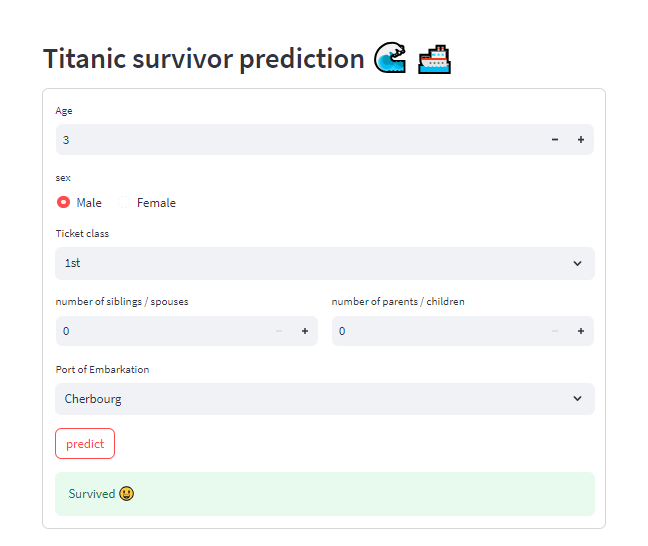 Titanic survivor prediction 🌊 🛳️
Age
3 − +
sex
Male Female
Ticket class
1st
number of siblings / spouses number of parents / children
0 − + 0 − +
Port of Embarkation
Cherbourg
predict
Survived 😀